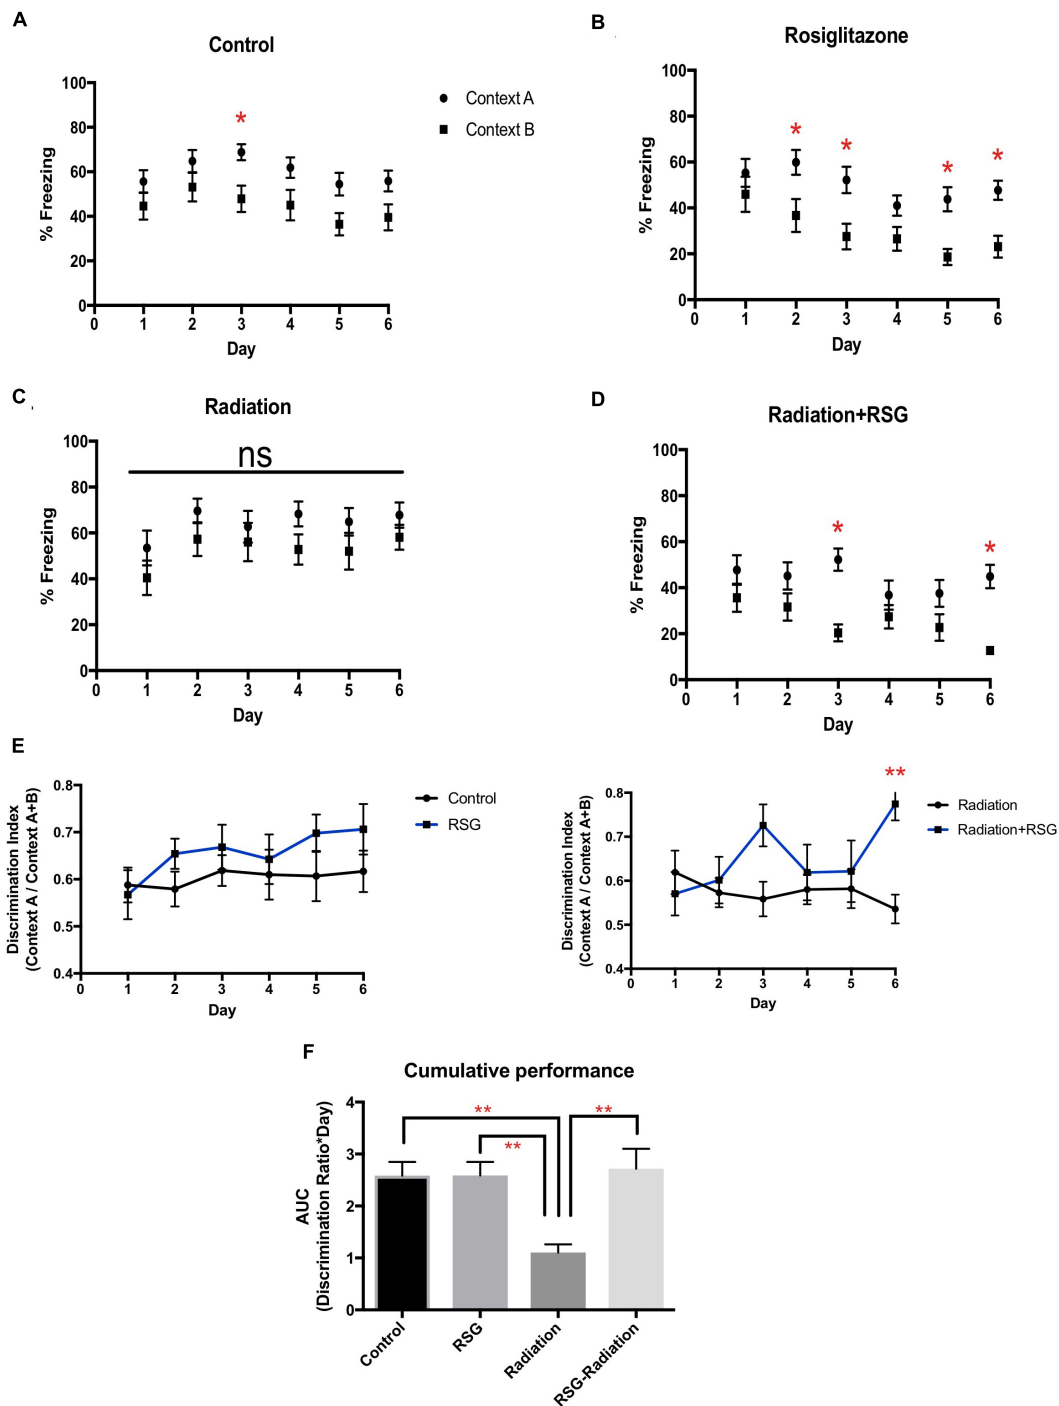 A
Control
100
80
60
40
20
0
% Freezing
*
0 1 2 3 4 5 6
Day
Context A
Context B
B
Rosiglitazone
100
80
60
40
20
0
% Freezing
* * * *
0 1 2 3 4 5 6
Day
C
Radiation
ns
100
80
60
40
20
0
% Freezing
0 1 2 3 4 5 6
Day
D
Radiation+RSG
100
80
60
40
20
0
% Freezing
* *
0 1 2 3 4 5 6
Day
E
Discrimination Index
(Context A / Context A+B)
0.8
0.7
0.6
0.5
0.4
0 1 2 3 4 5 6
Day
Control
RSG
Discrimination Index
(Context A / Context A+B)
0.8
0.7
0.6
0.5
0.4
**
0 1 2 3 4 5 6
Day
Radiation
Radiation+RSG
F
Cumulative performance
AUC
(Discrimination Ratio*Day)
4
3
2
1
0
** ** **
Control
RSG
Radiation
RSG-Radiation